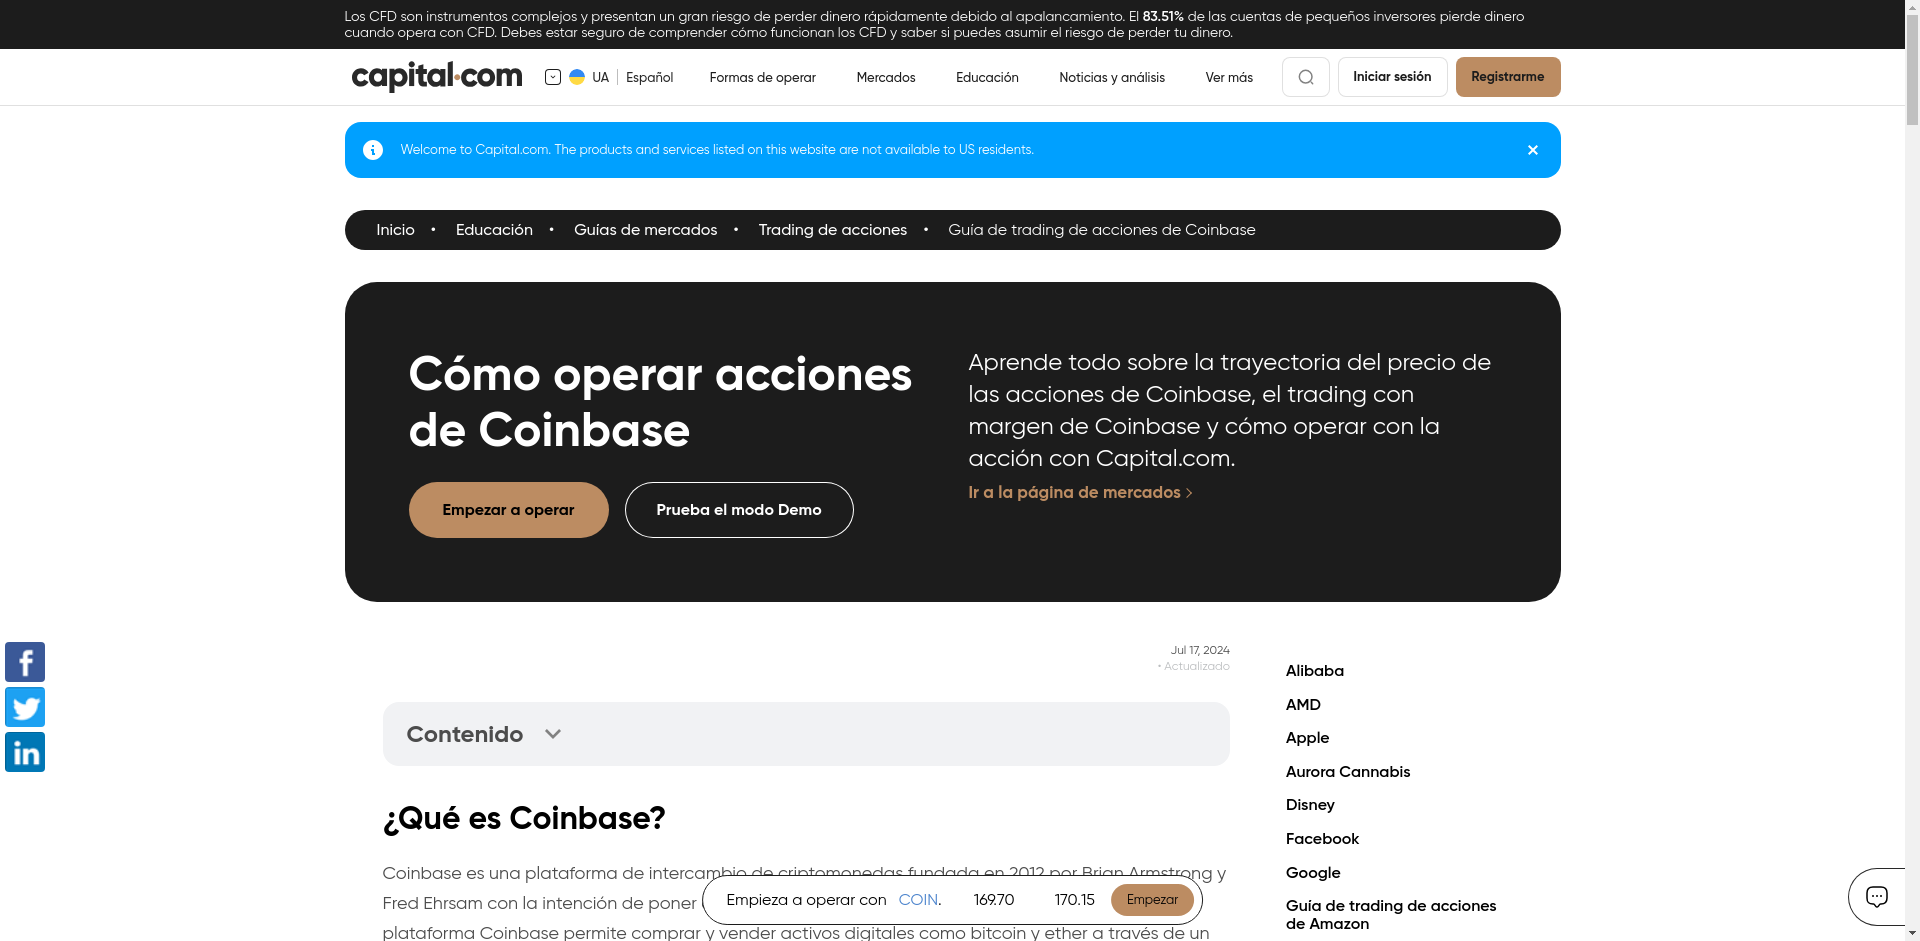 Los CFD son instrumentos complejos y presentan un gran riesgo de perder dinero rápidamente debido al apalancamiento. El 83.51% de las cuentas de pequeños inversores pierde dinero
cuando opera con CFD. Debes estar seguro de comprender cómo funcionan los CFD y saber si puedes asumir el riesgo de perder tu dinero.
capital.com
UA
Español
Formas de operar
Mercados
Educación
Noticias y análisis
Ver más
Iniciar sesión
Registrarme
Welcome to Capital.com. The products and services listed on this website are not available to US residents.
Inicio • Educación • Guías de mercados • Trading de acciones • Guía de trading de acciones de Coinbase
Cómo operar acciones
de Coinbase
Empezar a operar
Prueba el modo Demo
Aprende todo sobre la trayectoria del precio de
las acciones de Coinbase, el trading con
margen de Coinbase y cómo operar con la
acción con Capital.com.
Ir a la página de mercados
Jul 17, 2024
• Actualizado
Contenido
¿Qué es Coinbase?
Coinbase es una plataforma de intercambio de criptomonedas fundada en 2012 por Brian Armstrong y
Fred Ehrsam con la intención de poner
plataforma Coinbase permite comprar y vender activos digitales como bitcoin y ether a través de un
Empieza a operar con COIN. 169.70 170.15 Empezar
Alibaba
AMD
Apple
Aurora Cannabis
Disney
Facebook
Google
Guía de trading de acciones
de Amazon